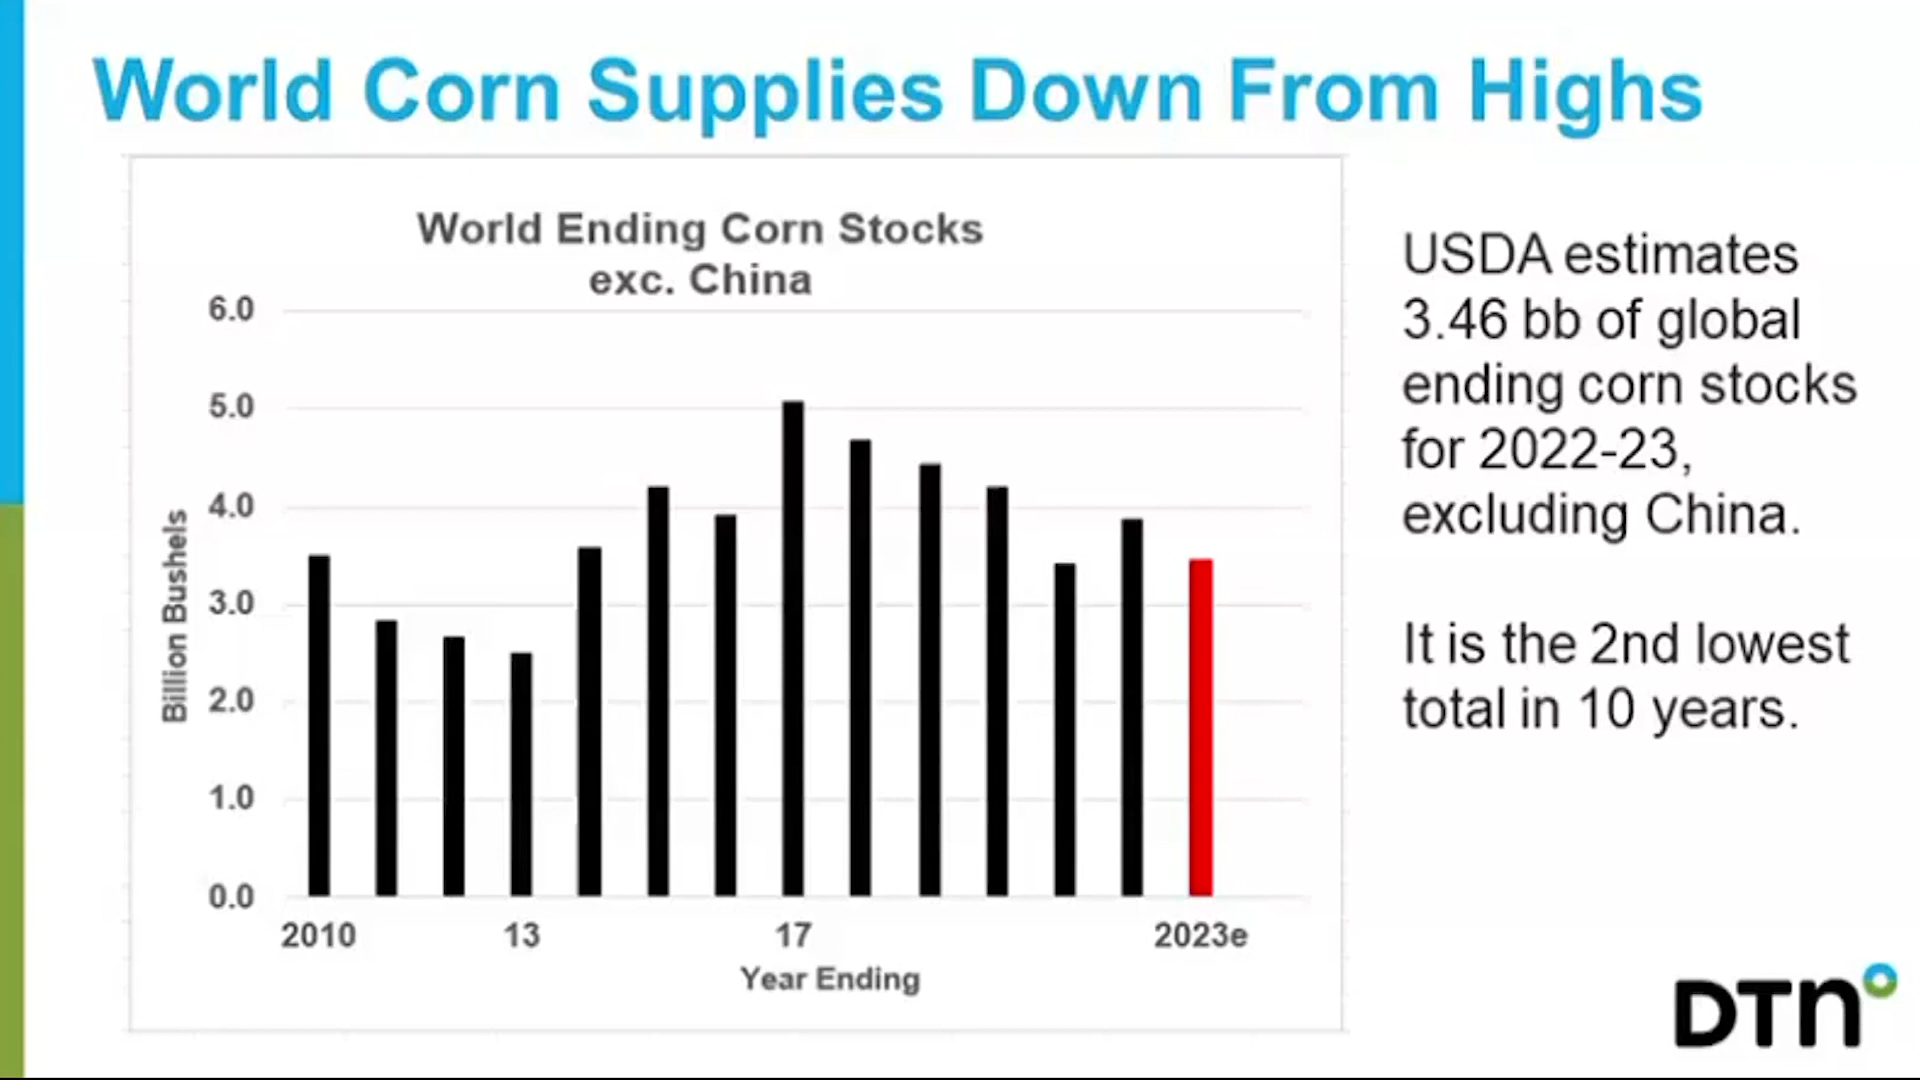 World Corn Supplies Down From Highs
World Ending Corn Stocks
exc. China
6.0
5.0
4.0
3.0
2.0
1.0
0.0
Billion Bushels
2010 13 17 2023e
Year Ending
USDA estimates
3.46 bb of global
ending corn stocks
for 2022-23,
excluding China.
It is the 2nd lowest
total in 10 years.
DTN